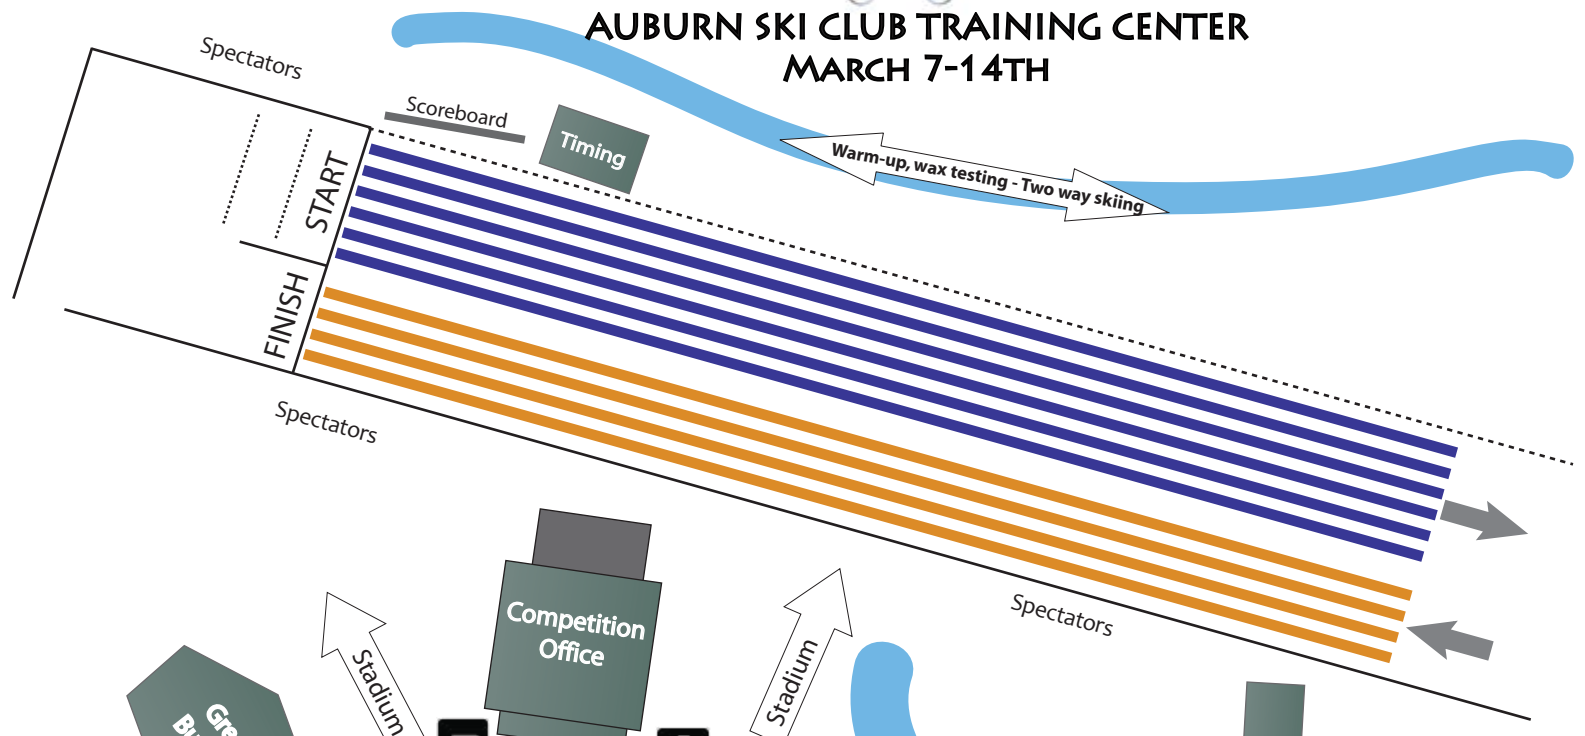 AUBURN SKI CLUB TRAINING CENTER
MARCH 7-14TH
Spectators
Scoreboard
Timing
Warm-up, wax testing - Two way skiing
START
FINISH
Spectators
Competition
Office
Spectators
Stadium
Stadium